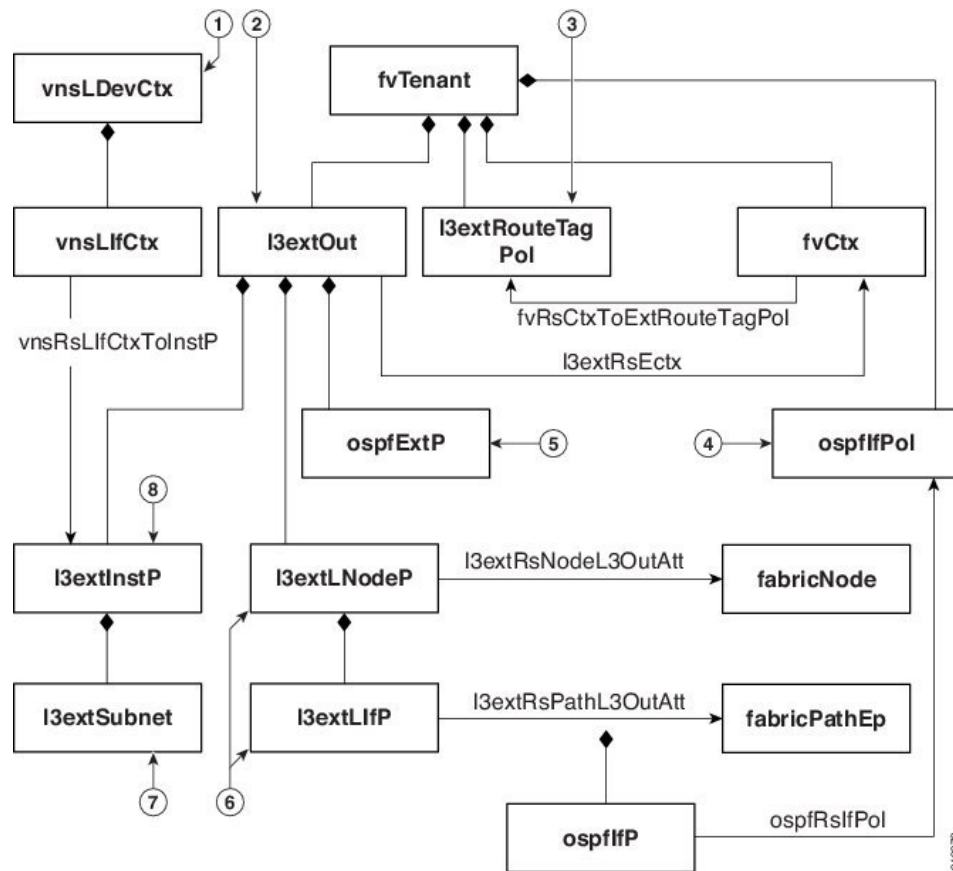 1
2
3
vnsLDevCtx
fvTenant
vnsLIfCtx
l3extOut
l3extRouteTag
Pol
fvCtx
fvRsCtxToExtRouteTagPol
vnsRsLIfCtxToInstP
l3extRsEctx
ospfExtP
5
4
ospfIfPol
8
l3extInstP
l3extLNodeP
l3extRsNodeL3OutAtt
fabricNode
l3extSubnet
l3extLIfP
l3extRsPathL3OutAtt
fabricPathEp
7
6
ospfIfP
ospfRsIfPol